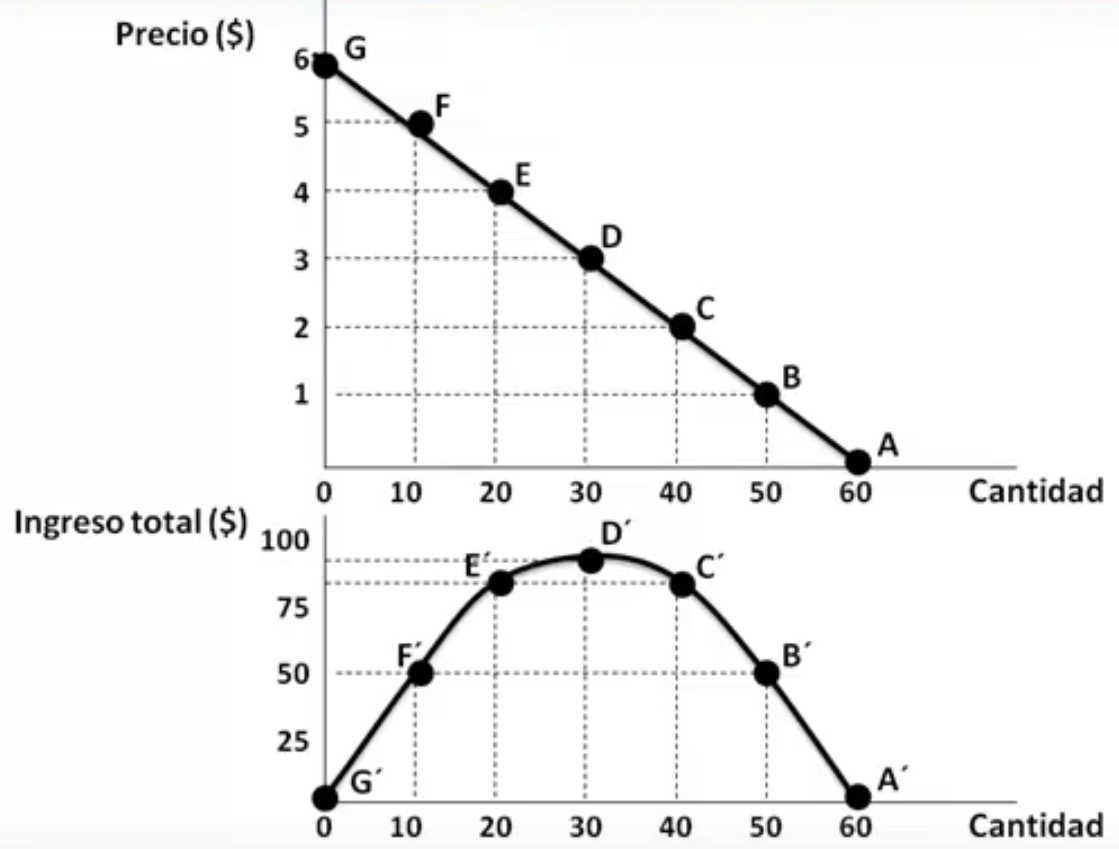 Precio ($)
6 G
5 F
4 E
3 D
2 C
1 B
A
0 10 20 30 40 50 60 Cantidad
Ingreso total ($)
100 D´
E´ C´
75
F´ B´
50
25
G´ A´
0 10 20 30 40 50 60 Cantidad